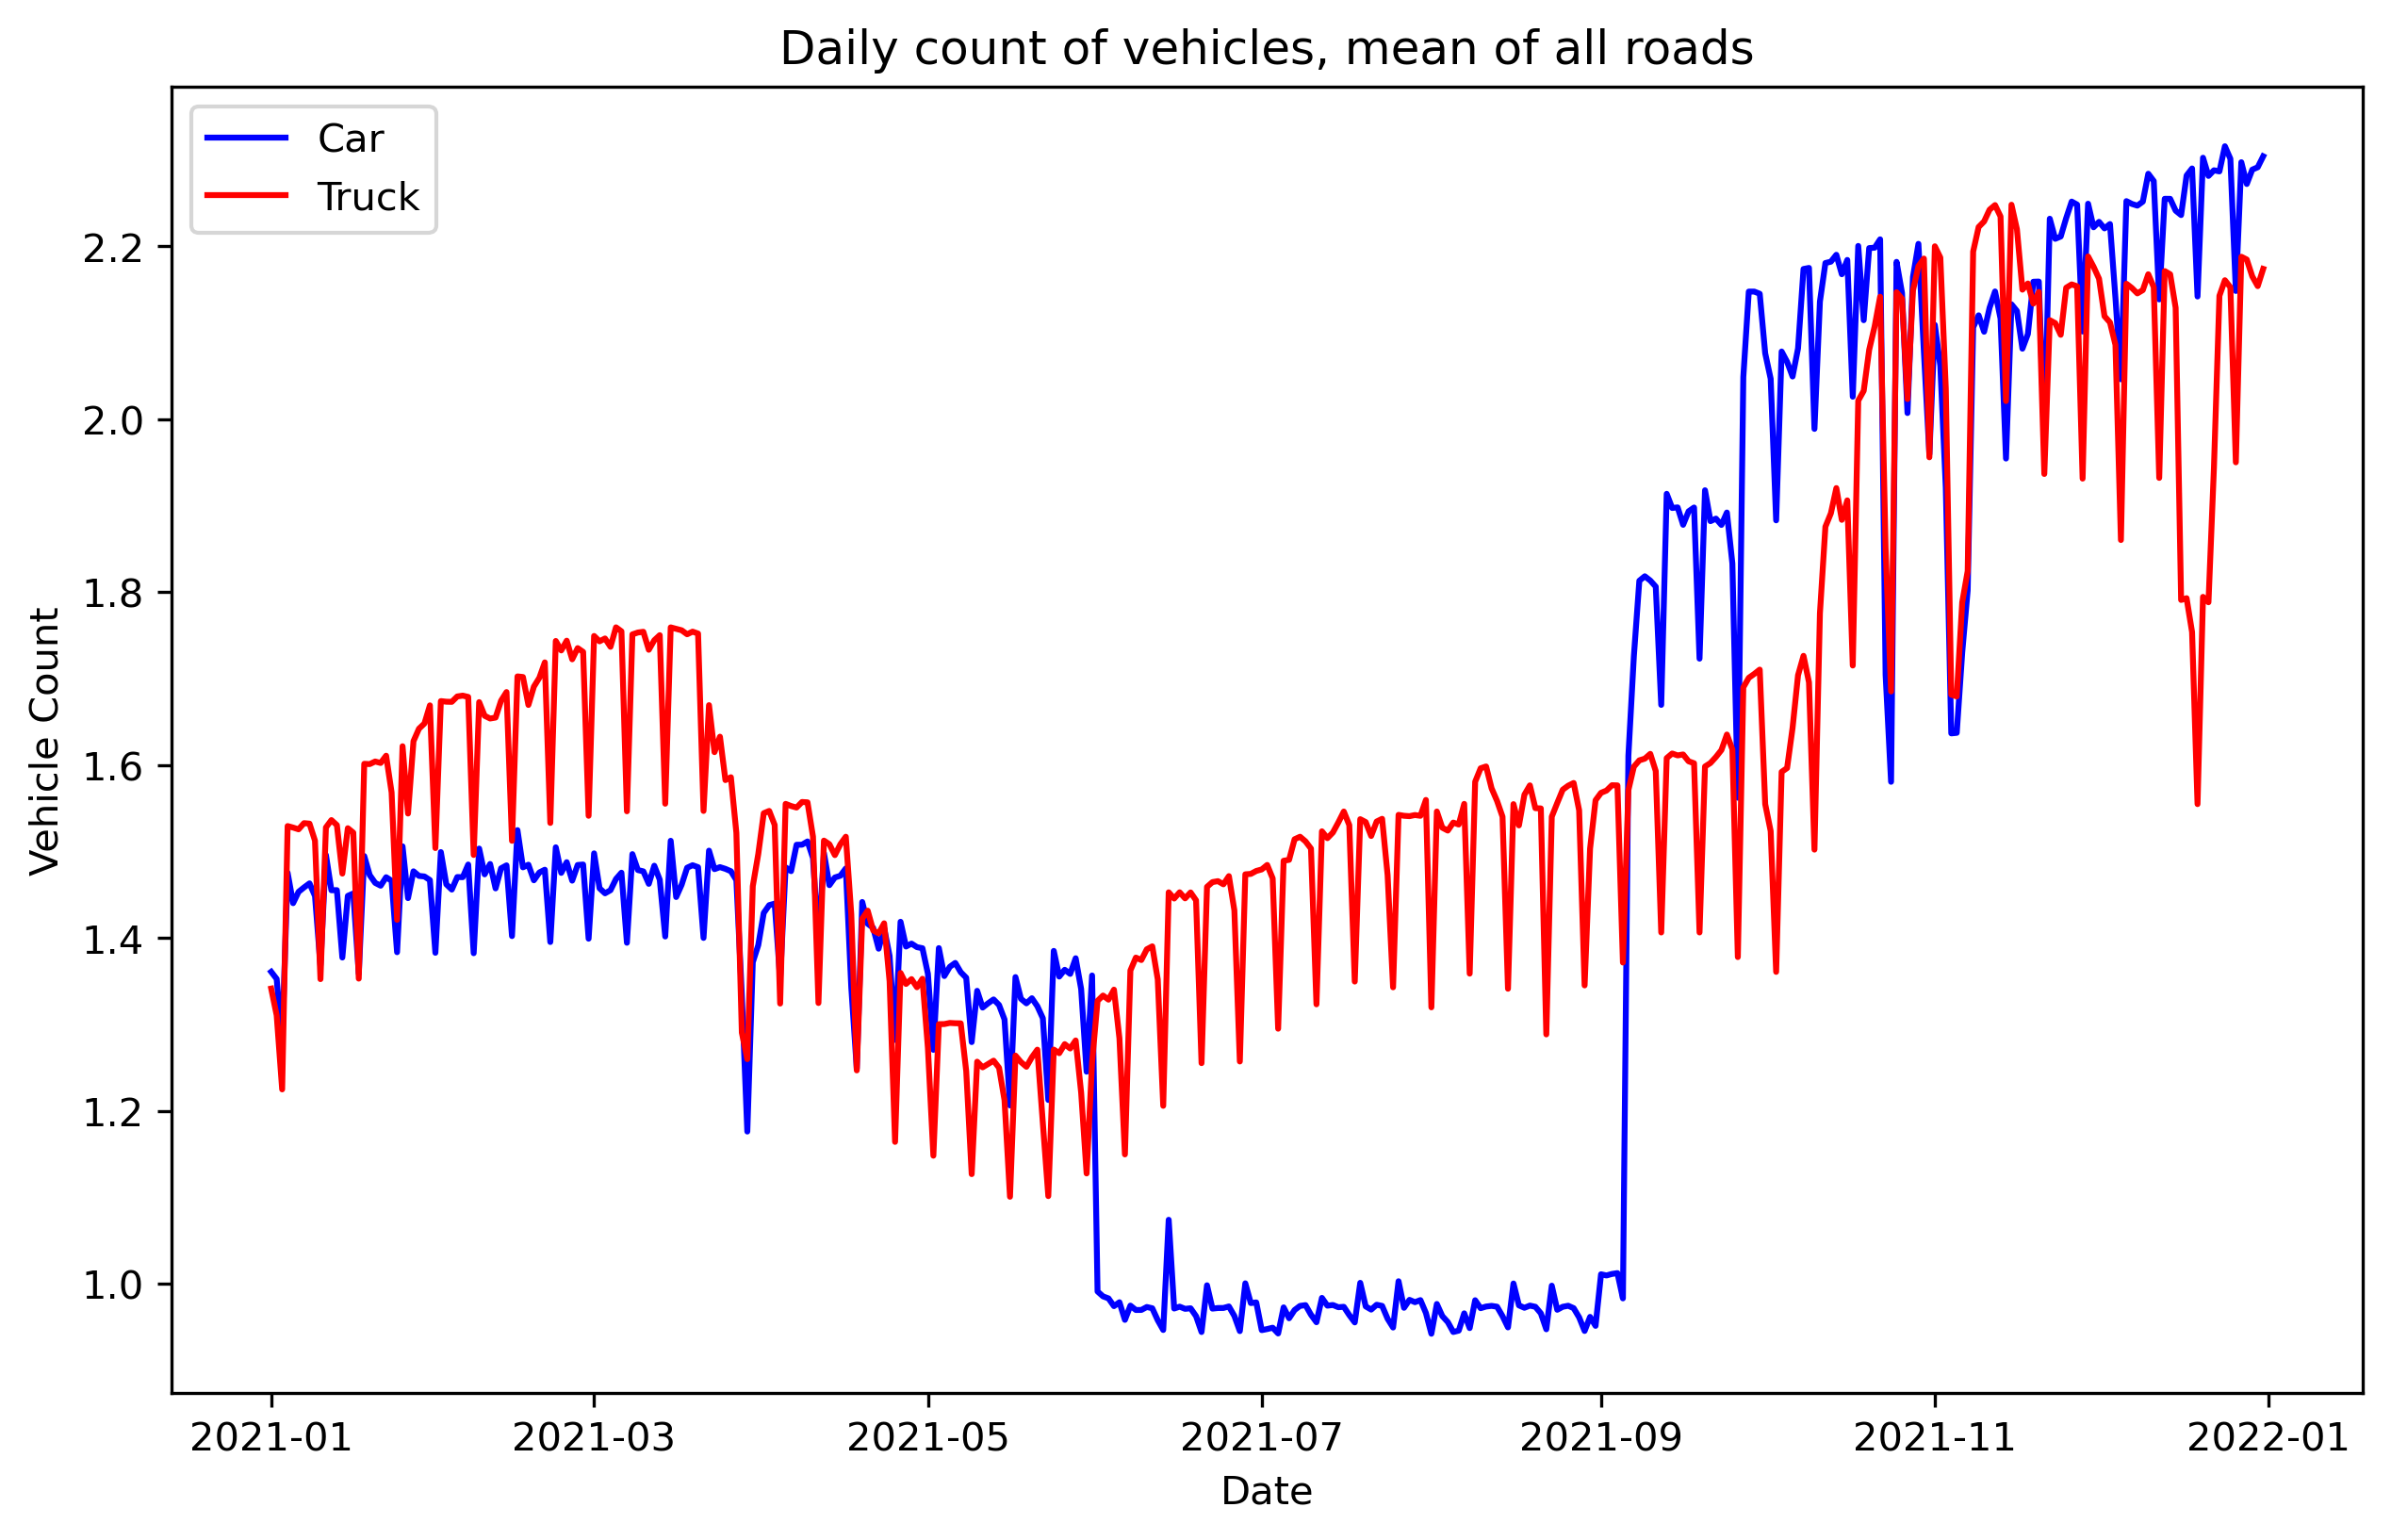 Daily count of vehicles, mean of all roads
Car
Truck
2.2
2.0
1.8
1.6
1.4
1.2
1.0
Vehicle Count
2021-01 2021-03 2021-05 2021-07 2021-09 2021-11 2022-01
Date